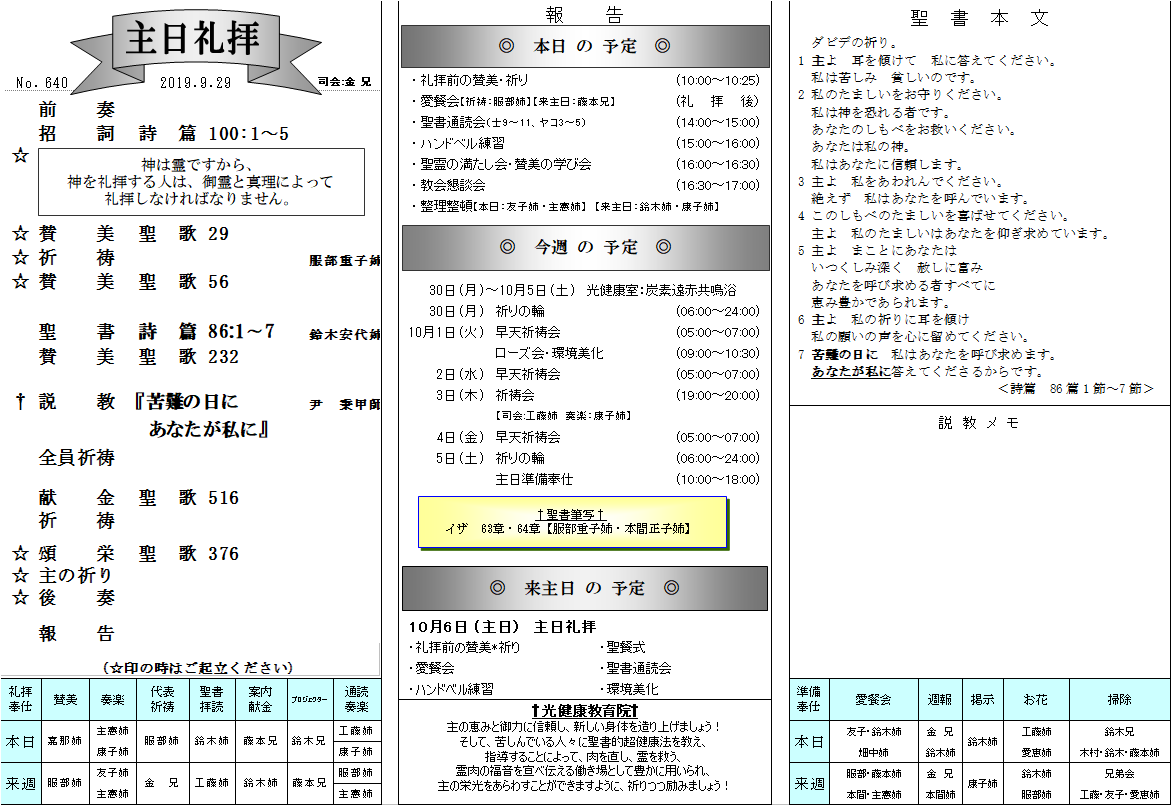 主日礼拝
No. 640
2019.9.29
司会:金 兄
前 奏
招 詞 詩 篇 100:1～5
☆
神は霊ですから、
神を礼拝する人は、御霊と真理によって
礼拝しなければなりません。
☆ 賛 美 聖 歌 29
☆ 祈 祷 服部重子姉
☆ 賛 美 聖 歌 56
聖 書 詩 篇 86:1～7 鈴木安代姉
賛 美 聖 歌 232
† 説 教 『苦難の日に 尹 秉甲師
あなたが私に』
全員祈祷
献 金 聖 歌 516
祈 祷
☆ 頌 栄 聖 歌 376
☆ 主の祈り
☆ 後 奏
報 告
(☆印の時はご起立ください)
礼拝奉仕 賛美 奏楽 代表祈祷 聖書拝読 案内献金 プロジェクター 通読奏楽
本日 嘉那姉 主憲姉 康子姉 服部姉 鈴木姉 藤本兄 鈴木兄 工藤姉 康子姉
来週 服部姉 友子姉 主憲姉 金 兄 工藤姉 鈴木姉 藤本兄 服部姉 主憲姉
報 告
◎ 本日 の 予定 ◎
・礼拝前の賛美・祈り (10:00～10:25)
・愛餐会【祈祷:服部姉】【来主日:藤本兄】 (礼 拝 後)
・聖書通読会(士9～11、ヤコ3～5) (14:00～15:00)
・ハンドベル練習 (15:00～16:00)
・聖霊の満たし会・賛美の学び会 (16:00～16:30)
・教会懇談会 (16:30～17:00)
・整理整頓【本日:友子姉・主憲姉】 【来主日:鈴木姉・康子姉】
◎ 今週 の 予定 ◎
30日(月)～10月5日(土) 光健康室:炭素遠赤共鳴浴
30日(月) 祈りの輪 (06:00～24:00)
10月1日(火) 早天祈祷会 (05:00～07:00)
ローズ会・環境美化 (09:00～10:30)
2日(水) 早天祈祷会 (05:00～07:00)
3日(木) 祈祷会 (19:00～20:00)
【司会:工藤姉 奏楽:康子姉】
4日(金) 早天祈祷会 (05:00～07:00)
5日(土) 祈りの輪 (06:00～24:00)
主日準備奉仕 (10:00～18:00)
†聖書筆写†
イザ 63章・64章【服部重子姉・本間正子姉】
◎ 来主日 の 予定 ◎
10月6日(主日) 主日礼拝
・礼拝前の賛美*祈り ・聖餐式
・愛餐会 ・聖書通読会
・ハンドベル練習 ・環境美化
†光健康教育院†
主の恵みと御力に信頼し、新しい身体を造り上げましょう!
そして、苦しんでいる人々に聖書的超健康法を教え、
指導することによって、肉を直し、霊を救う、
霊肉の福音を宣べ伝える働き場として豊かに用いられ、
主の栄光をあらわすことができますように、祈りつつ励みましょう!
聖 書 本 文
ダビデの祈り。
1 主よ 耳を傾けて 私に答えてください。
私は苦しみ 貧しいのです。
2 私のたましいをお守りください。
私は神を恐れる者です。
あなたのしもべをお救いください。
あなたは私の神。
私はあなたに信頼します。
3 主よ 私をあわれんでください。
絶えず 私はあなたを呼んでいます。
4 このしもべのたましいを喜ばせてください。
主よ 私のたましいはあなたを仰ぎ求めています。
5 主よ まことにあなたは
いつくしみ深く 赦しに富み
あなたを呼び求める者すべてに
恵み豊かであられます。
6 主よ 私の祈りに耳を傾け
私の願いの声を心に留めてください。
7 苦難の日に 私はあなたを呼び求めます。
あなたが私に答えてくださるからです。
＜詩篇 86篇1節～7節＞
説 教 メ モ
準備奉仕 愛餐会 週報 掲示 お花 掃除
本日 友子・鈴木姉 畑中姉 金 兄 鈴木姉 鈴木姉 工藤姉 愛恵姉 鈴木兄 木村・鈴木・藤本姉
来週 服部・藤本姉 本間・主憲姉 金 兄 本間姉 康子姉 鈴木姉 服部姉 兄弟会 工藤・友子・愛恵姉